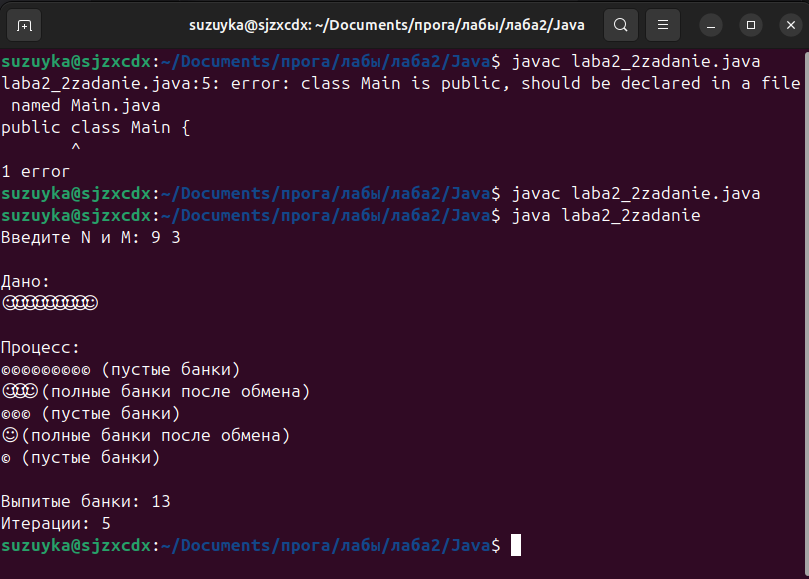 suzuyka@sjzxcdx: ~/Documents/прога/лабы/лаба2/Java
suzuyka@sjzxcdx:~/Documents/прога/лабы/лаба2/Java$ javac laba2_2zadanie.java
laba2_2zadanie.java:5: error: class Main is public, should be declared in a file
 named Main.java
public class Main {
       ^
1 error
suzuyka@sjzxcdx:~/Documents/прога/лабы/лаба2/Java$ javac laba2_2zadanie.java
suzuyka@sjzxcdx:~/Documents/прога/лабы/лаба2/Java$ java laba2_2zadanie
Введите N и M: 9 3
Дано:
☺☺☺☺☺☺☺☺☺
Процесс:
©©©©©©©©© (пустые банки)
☺☺☺(полные банки после обмена)
©©© (пустые банки)
☺(полные банки после обмена)
© (пустые банки)
Выпитые банки: 13
Итерации: 5
suzuyka@sjzxcdx:~/Documents/прога/лабы/лаба2/Java$